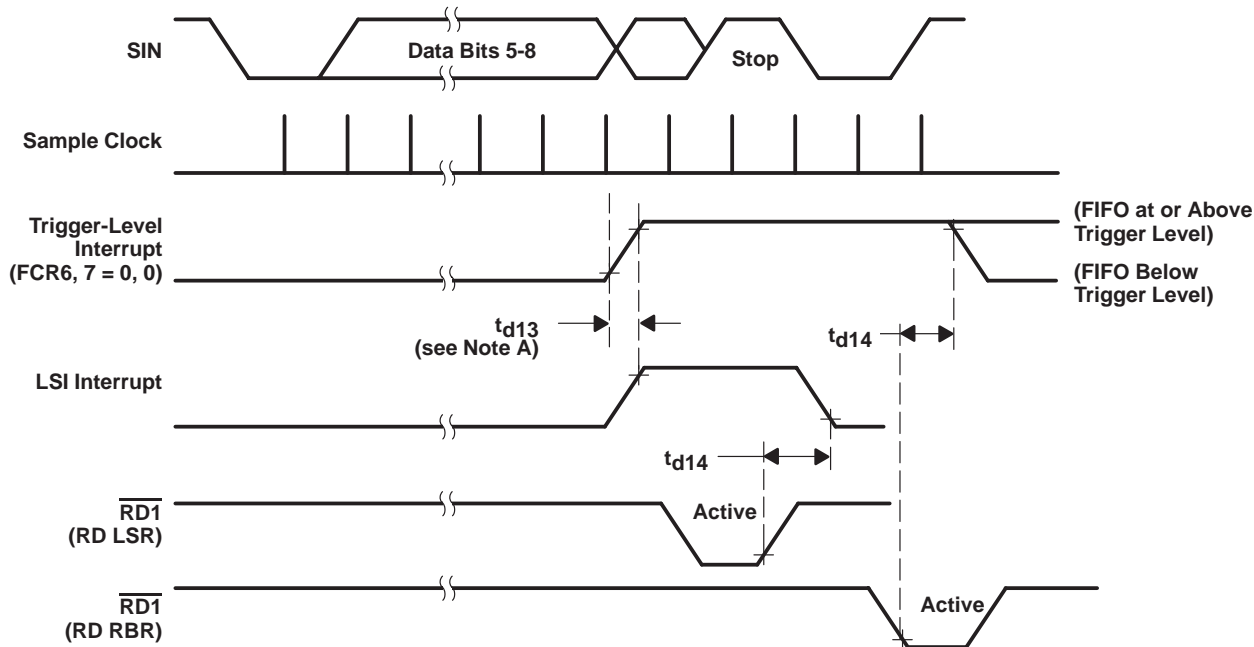 SIN
Data Bits 5-8
Stop
Sample Clock
Trigger-Level
Interrupt
(FCR6, 7 = 0, 0)
(FIFO at or Above
Trigger Level)
(FIFO Below
Trigger Level)
td13
(see Note A)
td14
LSI Interrupt
td14
RD1
(RD LSR)
Active
RD1
(RD RBR)
Active